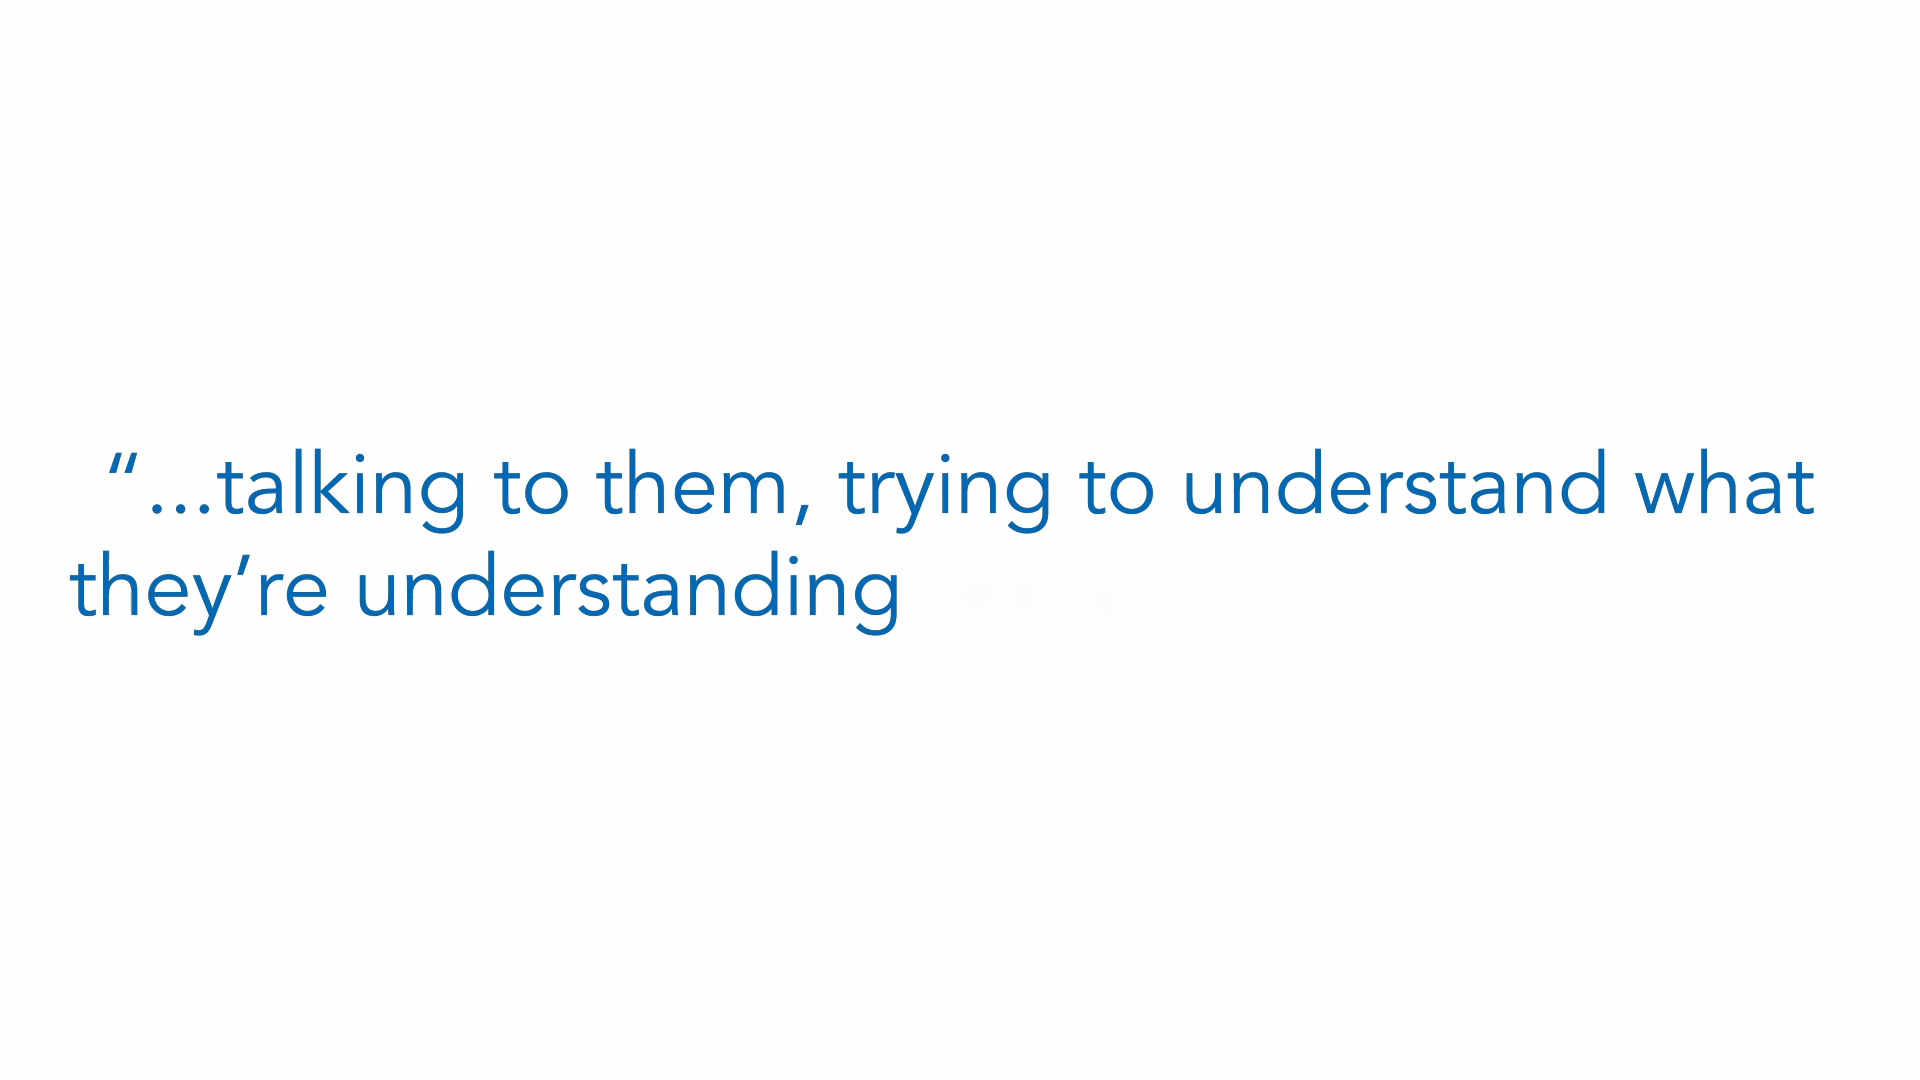 “...talking to them, trying to understand what
they’re understanding